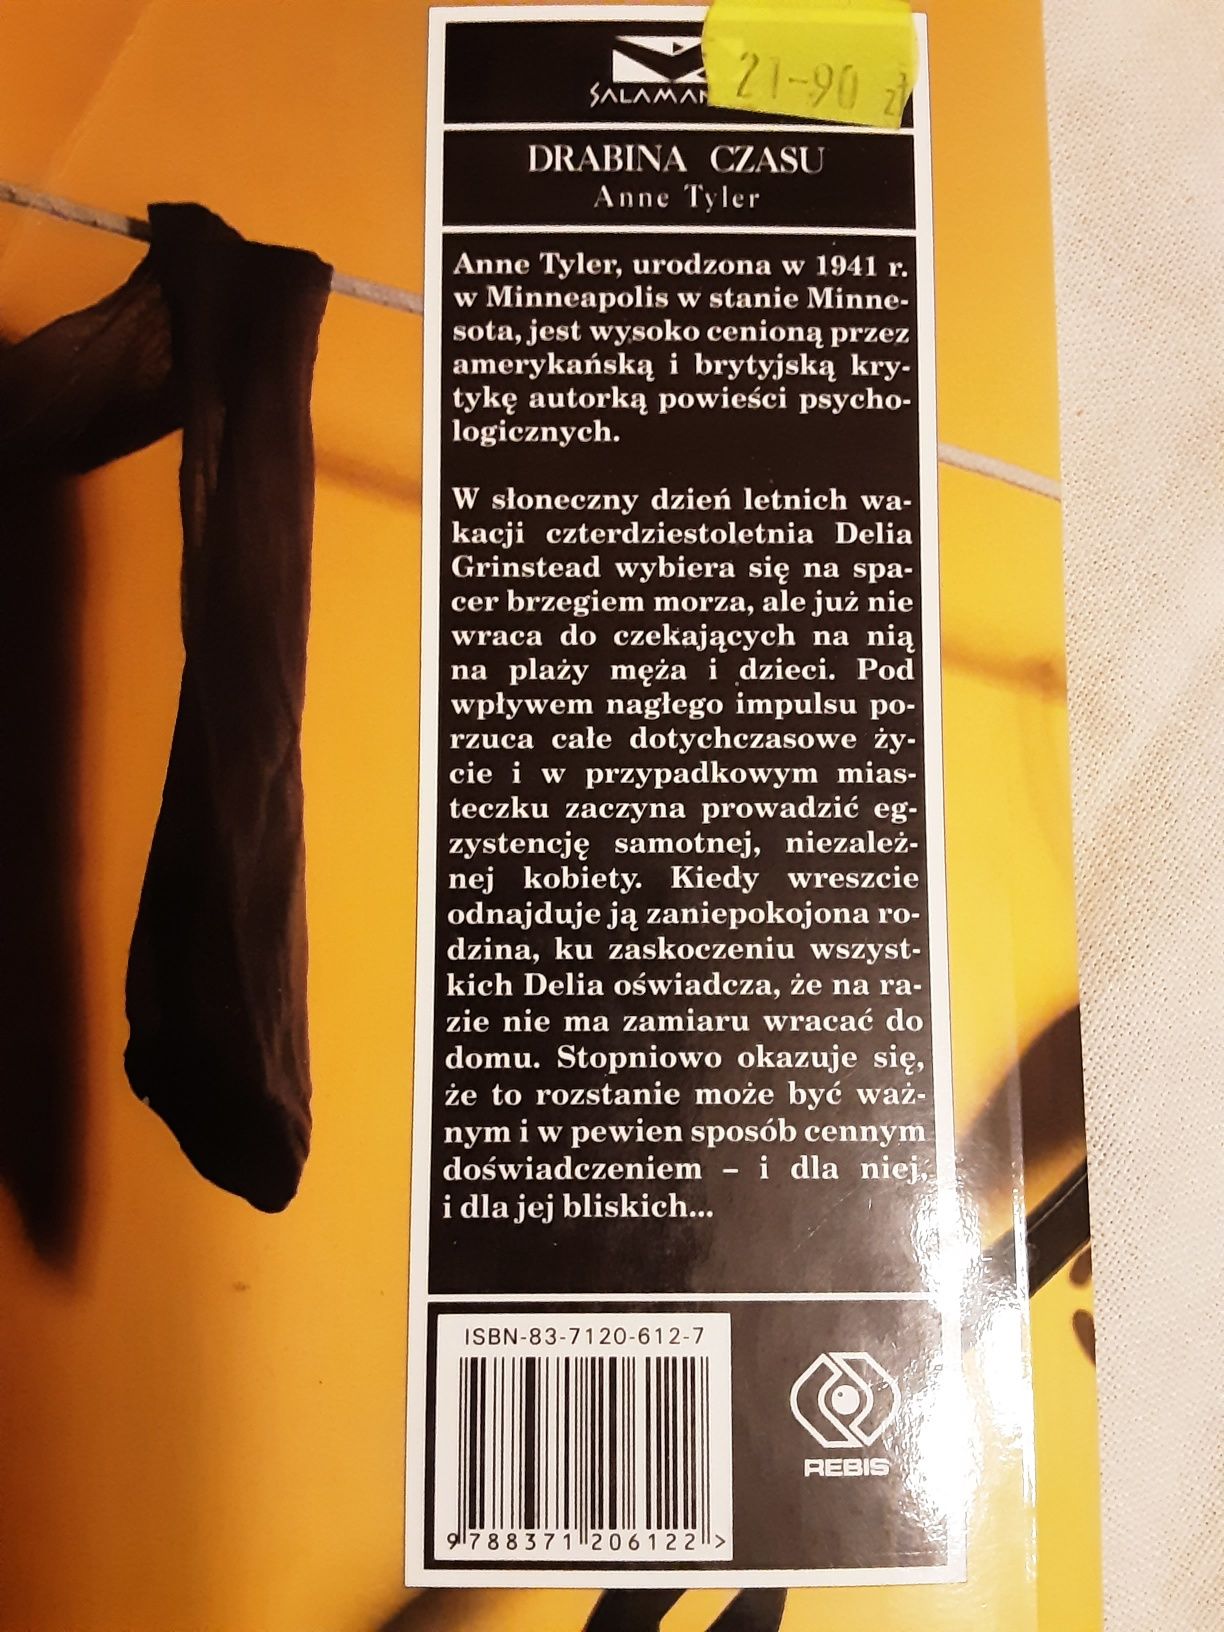 21-90 zł
DRABINA CZASU
Anne Tyler
Anne Tyler, urodzona w 1941 r.
w Minneapolis w stanie Minne-
sota, jest wysoko cenioną przez
amerykańską i brytyjską kry-
tykę autorką powieści psycho-
logicznych.
W słoneczny dzień letnich wa-
kacji czterdziestoletnia Delia
Grinstead wybiera się na spa-
cer brzegiem morza, ale już nie
wraca do czekających na nią
na plaży męża i dzieci. Pod
wpływem nagłego impulsu po-
rzuca całe dotychczasowe ży-
cie i w przypadkowym mias-
teczku zaczyna prowadzić eg-
zystencję samotnej, niezależ-
nej kobiety. Kiedy wreszcie
odnajduje ją zaniepokojona ro-
dzina, ku zaskoczeniu wszyst-
kich Delia oświadcza, że na ra-
zie nie ma zamiaru wracać do
domu. Stopniowo okazuje się,
że to rozstanie może być waż-
nym i w pewien sposób cennym
doświadczeniem – i dla niej,
i dla jej bliskich...
ISBN-83-7120-612-7
9 788371 206122 >
REBIS